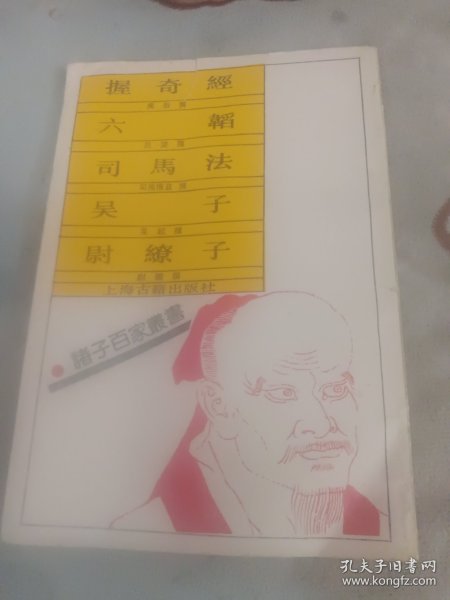 握奇經
六韜
司馬法
吴子
尉繚子
上海古籍出版社
諸子百家叢書
孔夫子旧书网
www.kongfz.com